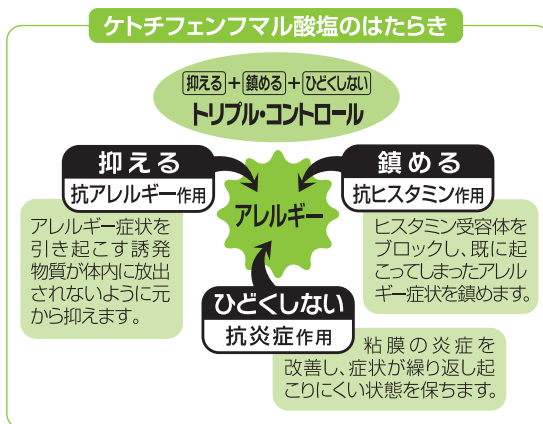 ケトチフェンフマル酸塩のはたらき
抑える+鎮める+ひどくしない
トリプル・コントロール
抑える
抗アレルギー作用
アレルギー症状を
引き起こす誘発
物質が体内に放出
されないように元
から抑えます。
アレルギー
鎮める
抗ヒスタミン作用
ヒスタミン受容体を
ブロックし、既に起
こってしまったアレル
ギー症状を鎮めます。
ひどくしない
抗炎症作用
粘膜の炎症を
改善し、症状が繰り返し起
こりにくい状態を保ちます。